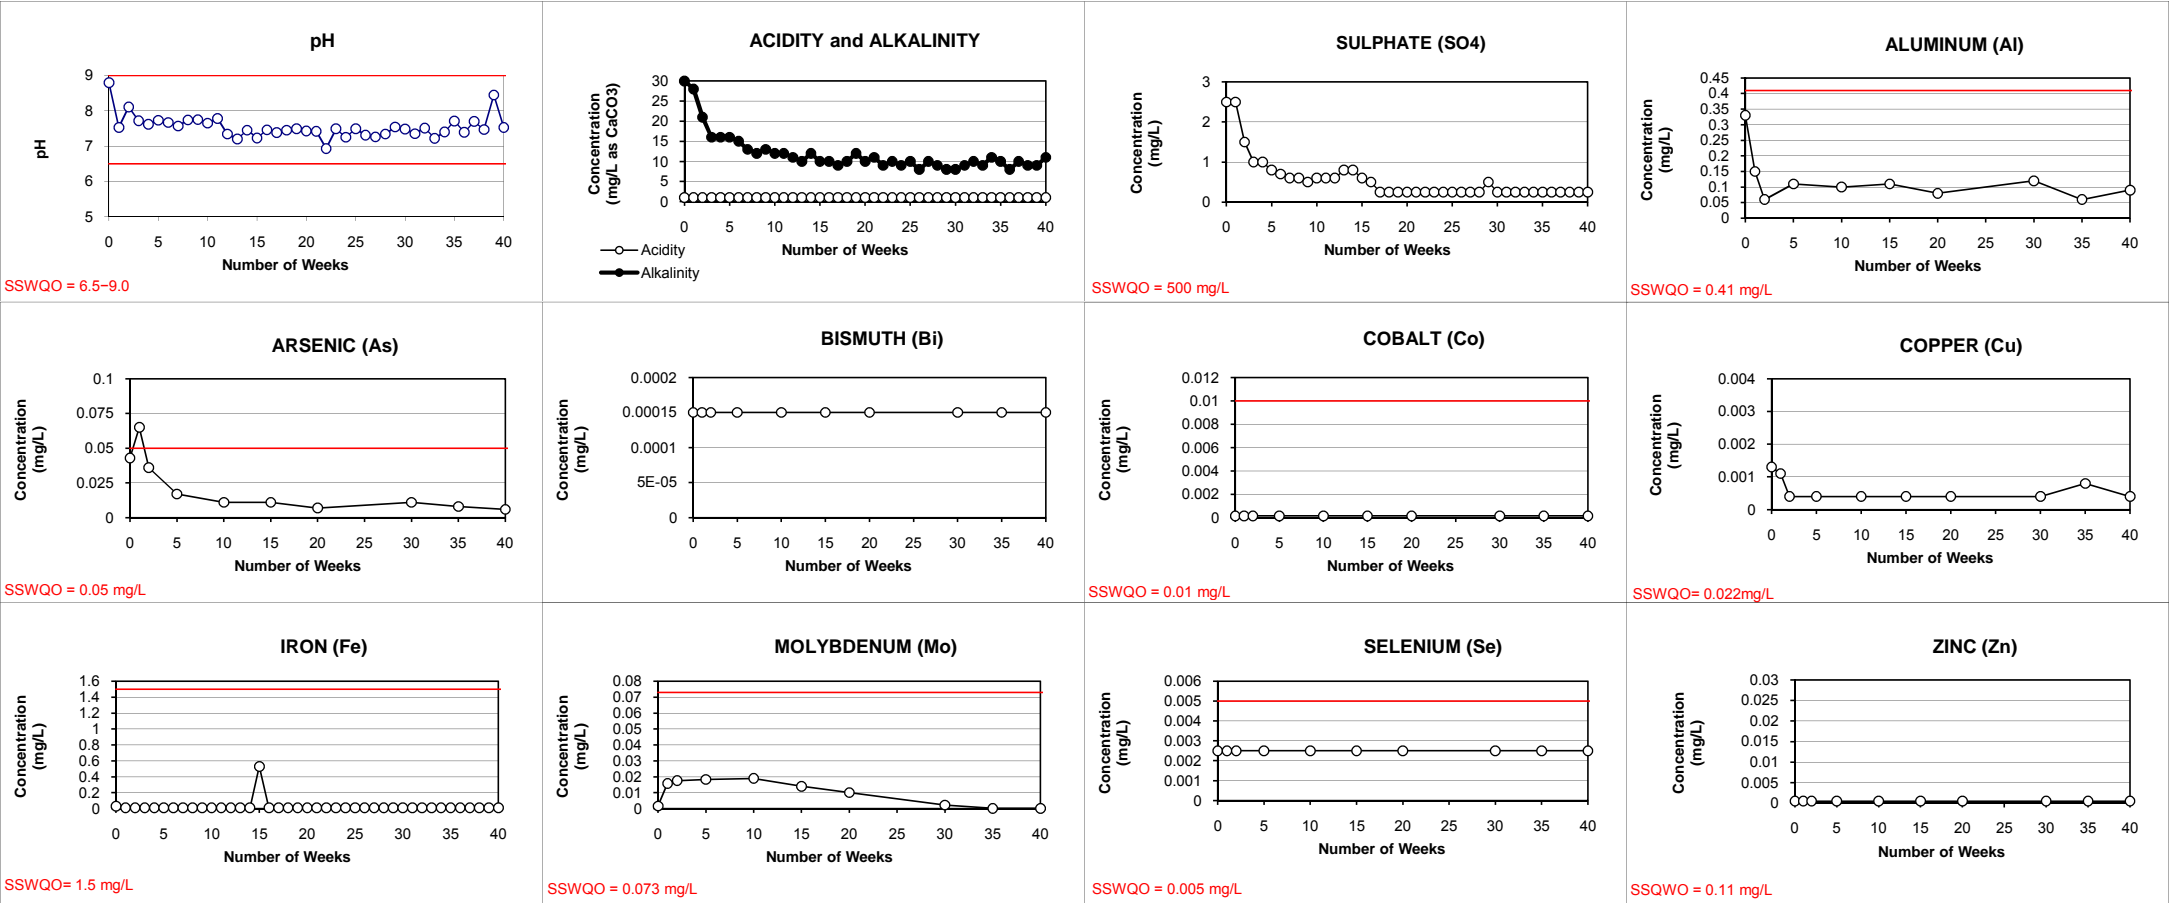 pH
9
8
7
6
5
pH
0 5 10 15 20 25 30 35 40
Number of Weeks
SSWQO = 6.5−9.0
ACIDITY and ALKALINITY
30
25
20
15
10
5
0
Concentration
(mg/L as CaCO3)
0 5 10 15 20 25 30 35 40
Number of Weeks
Acidity
Alkalinity
SULPHATE (SO4)
3
2
1
0
Concentration
(mg/L)
0 5 10 15 20 25 30 35 40
Number of Weeks
SSWQO = 500 mg/L
ALUMINUM (Al)
0.45
0.4
0.35
0.3
0.25
0.2
0.15
0.1
0.05
0
Concentration
(mg/L)
0 5 10 15 20 25 30 35 40
Number of Weeks
SSWQO = 0.41 mg/L
ARSENIC (As)
0.1
0.075
0.05
0.025
0
Concentration
(mg/L)
0 5 10 15 20 25 30 35 40
Number of Weeks
SSWQO = 0.05 mg/L
BISMUTH (Bi)
0.0002
0.00015
0.0001
5E-05
0
Concentration
(mg/L)
0 5 10 15 20 25 30 35 40
Number of Weeks
COBALT (Co)
0.012
0.01
0.008
0.006
0.004
0.002
0
Concentration
(mg/L)
0 5 10 15 20 25 30 35 40
Number of Weeks
SSWQO = 0.01 mg/L
COPPER (Cu)
0.004
0.003
0.002
0.001
0
Concentration
(mg/L)
0 5 10 15 20 25 30 35 40
Number of Weeks
SSWQO= 0.022mg/L
IRON (Fe)
1.6
1.4
1.2
1
0.8
0.6
0.4
0.2
0
Concentration
(mg/L)
0 5 10 15 20 25 30 35 40
Number of Weeks
SSWQO= 1.5 mg/L
MOLYBDENUM (Mo)
0.08
0.07
0.06
0.05
0.04
0.03
0.02
0.01
0
Concentration
(mg/L)
0 5 10 15 20 25 30 35 40
Number of Weeks
SSWQO = 0.073 mg/L
SELENIUM (Se)
0.006
0.005
0.005
0.004
0.003
0.002
0.001
0
Concentration
(mg/L)
0 5 10 15 20 25 30 35 40
Number of Weeks
SSWQO = 0.005 mg/L
ZINC (Zn)
0.03
0.025
0.02
0.015
0.01
0.005
0
Concentration
(mg/L)
0 5 10 15 20 25 30 35 40
Number of Weeks
SSQWO = 0.11 mg/L